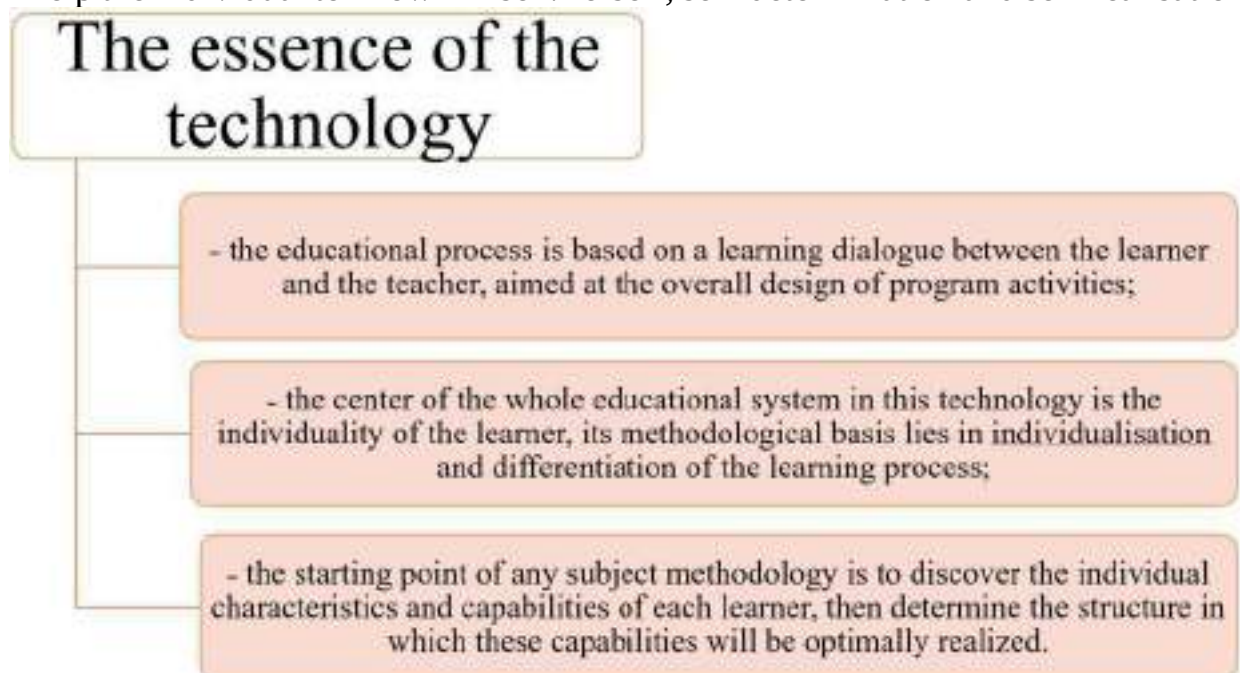 The essence of the
technology
- the educational process is based on a learning dialogue between the learner
and the teacher, aimed at the overall design of program activities;
- the center of the whole educational system in this technology is the
individuality of the learner, its methodological basis lies in individualisation
and differentiation of the learning process;
- the starting point of any subject methodology is to discover the individual
characteristics and capabilities of each learner, then determine the structure in
which these capabilities will be optimally realized.